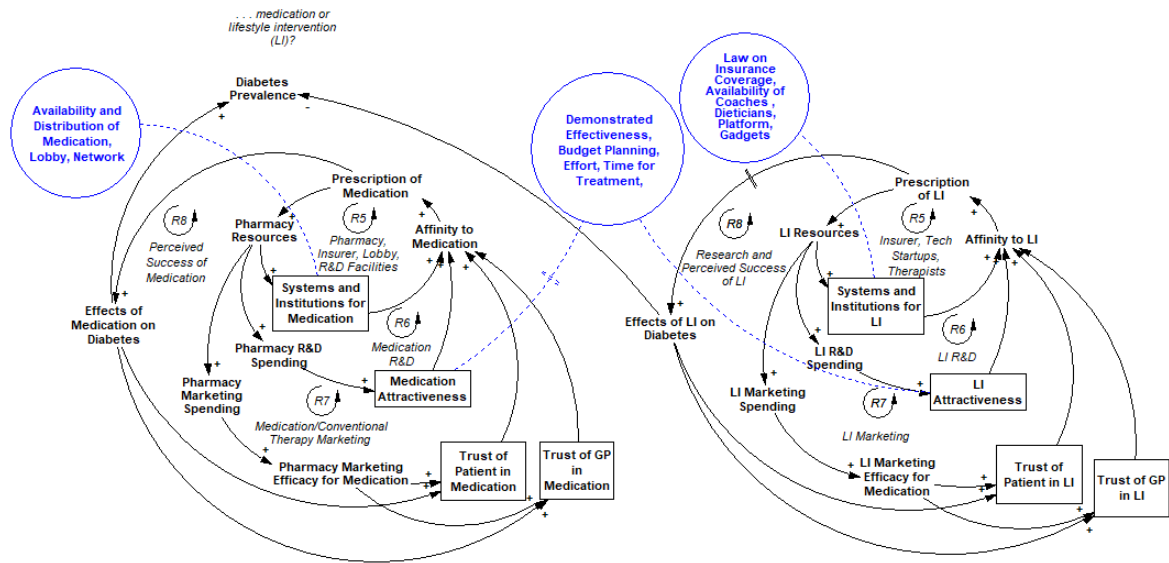 . . . medication or
lifestyle intervention
(LI)?
Diabetes
Prevalence
+
-
Availability and
Distribution of
Medication,
Lobby, Network
Demonstrated
Effectiveness,
Budget Planning,
Effort, Time for
Treatment,
Law on
Insurance
Coverage,
Availability of
Coaches ,
Dieticians,
Platform,
Gadgets
Prescription of
Medication
+
R8
Perceived
Success of
Medication
Pharmacy
Resources
+
R5
Pharmacy,
Insurer, Lobby,
R&D Facilities
Affinity to
Medication
+
+
+
+
Systems and
Institutions for
Medication
+
Effects of
Medication on
Diabetes
+
R6
Medication
R&D
Pharmacy R&D
Spending
+
Pharmacy
Marketing
Spending
+
R7
Medication/Conventional
Therapy Marketing
Medication
Attractiveness
+
Pharmacy Marketing
Efficacy for Medication
+
Trust of
Patient in
Medication
+
+
Trust of GP
in
Medication
+
+
Prescription
of LI
+
R8
Research and
Perceived Success
of LI
LI Resources
+
R5
Insurer, Tech
Startups,
Therapists
Affinity to LI
+
+
+
+
Systems and
Institutions for
LI
+
Effects of LI on
Diabetes
+
R6
LI R&D
LI R&D
Spending
+
LI Marketing
Spending
+
R7
LI Marketing
LI
Attractiveness
+
LI Marketing
Efficacy for
Medication
+
Trust of
Patient in LI
+
+
Trust of GP
in LI
+
+